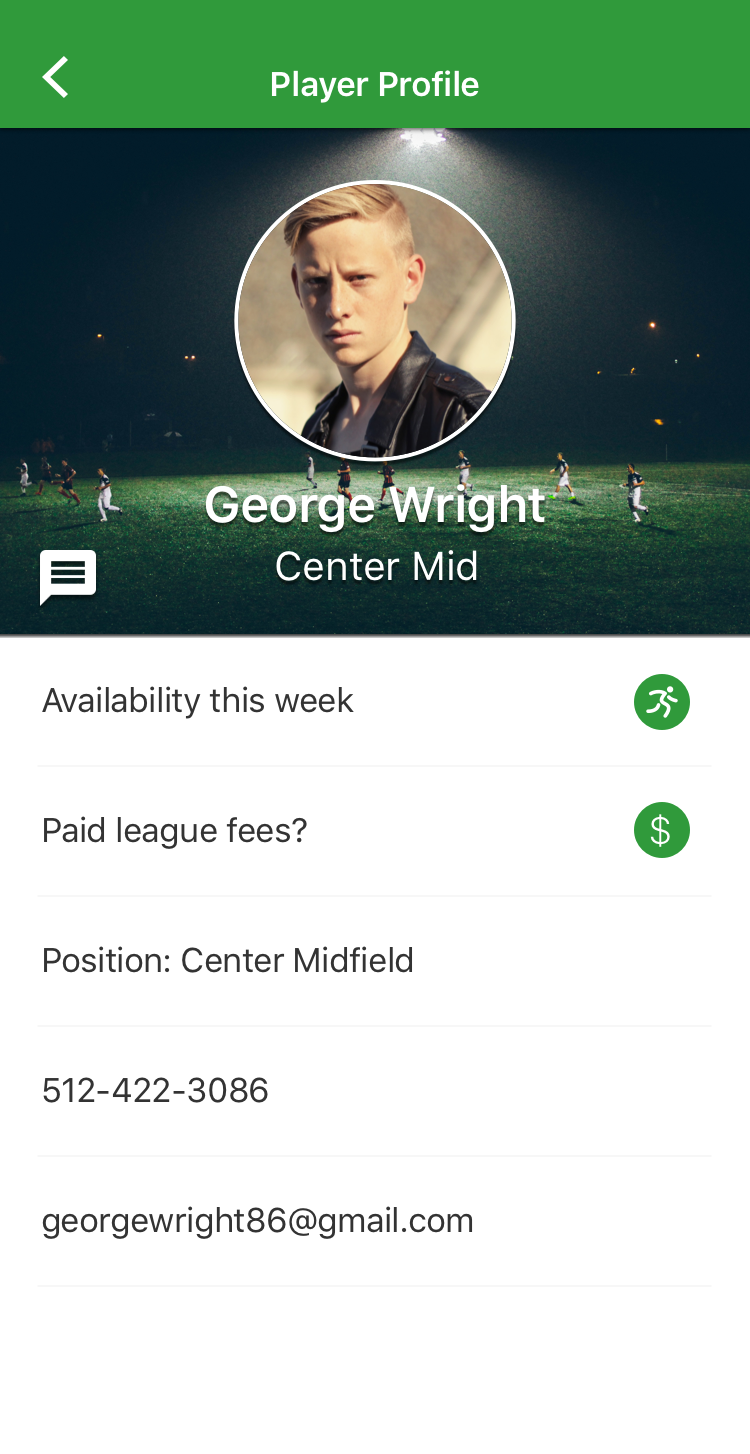 Player Profile
George Wright
Center Mid
Availability this week
Paid league fees?
$
Position: Center Midfield
512-422-3086
georgewright86@gmail.com